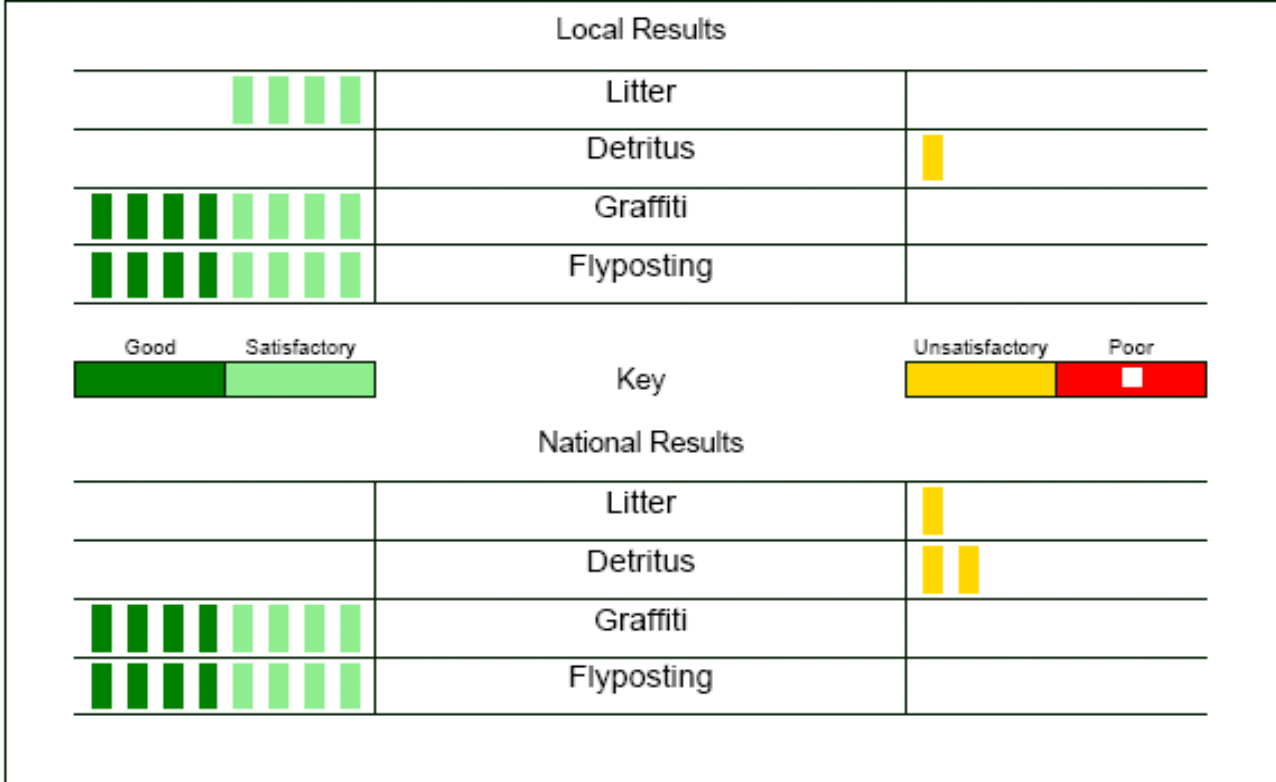 Local Results
Litter
Detritus
Graffiti
Flyposting
Good Satisfactory Unsatisfactory Poor
Key
National Results
Litter
Detritus
Graffiti
Flyposting